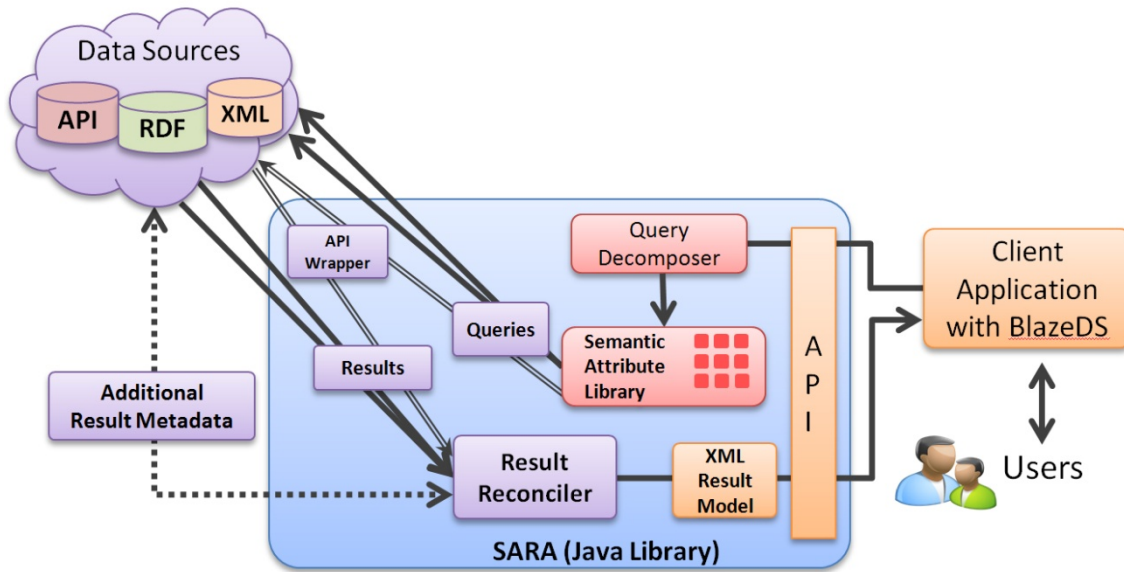 Data Sources
API
RDF
XML
API
Wrapper
Query
Decomposer
Client
Application
with BlazeDS
Queries
Semantic
Attribute
Library
A
P
I
Results
Additional
Result Metadata
Result
Reconciler
XML
Result
Model
Users
SARA (Java Library)